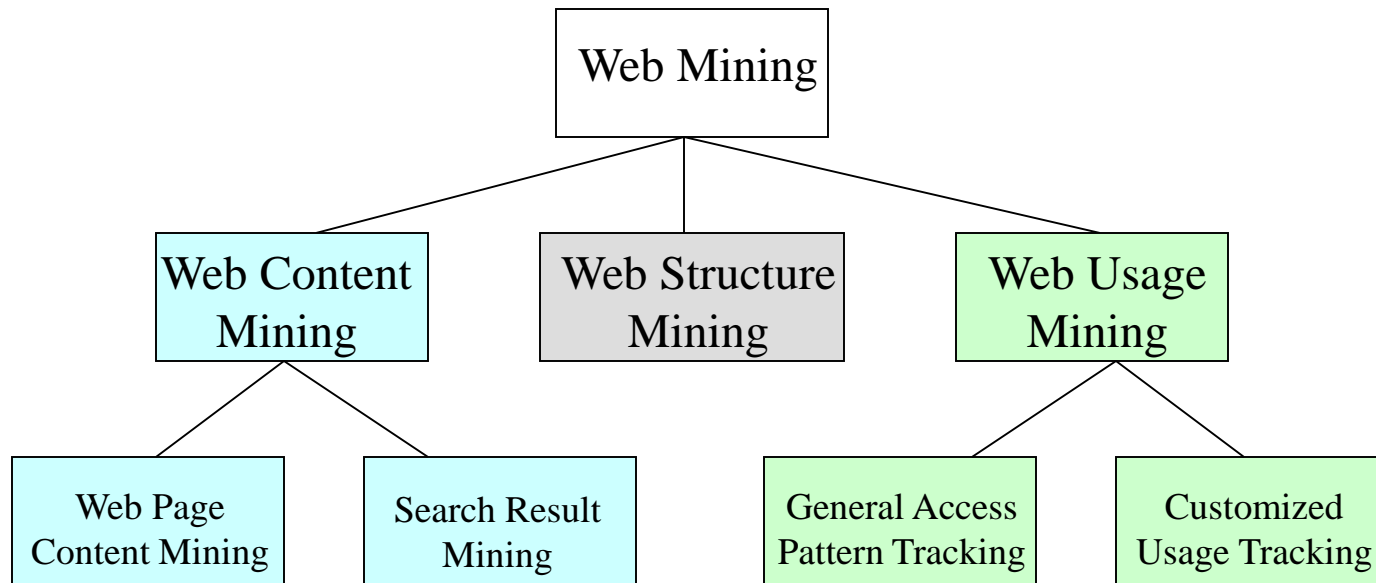 Web Mining
Web Content
Mining
Web Structure
Mining
Web Usage
Mining
Web Page
Content Mining
Search Result
Mining
General Access
Pattern Tracking
Customized
Usage Tracking